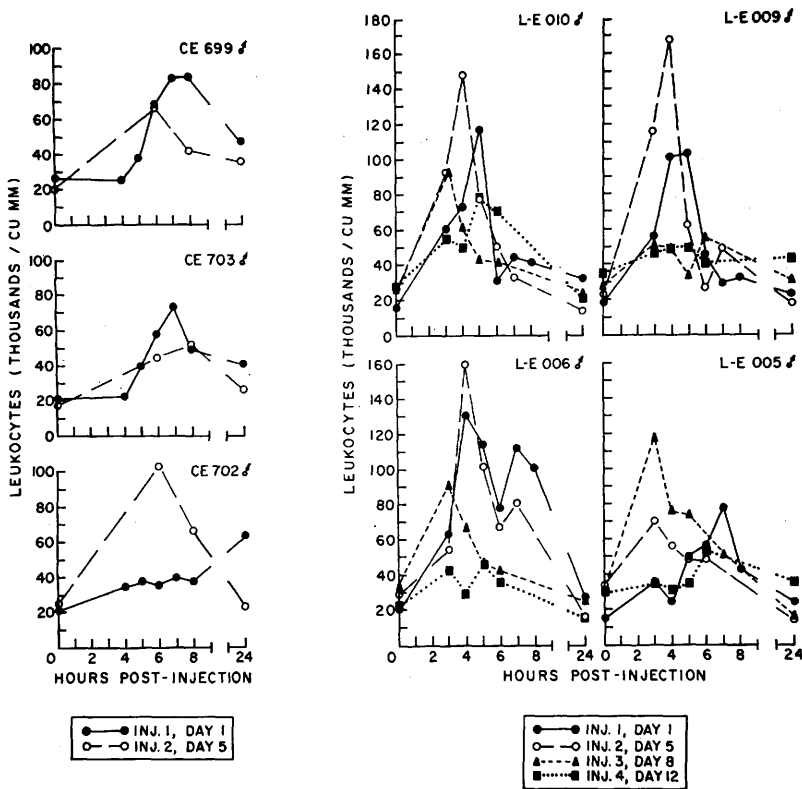 CE 699 ♂
100
80
60
40
20
0
CE 703 ♂
100
80
60
40
20
0
CE 702 ♂
100
80
60
40
20
0
LEUKOCYTES (THOUSANDS / CU MM)
0 2 4 6 8 24
HOURS POST-INJECTION
INJ. 1, DAY 1
INJ. 2, DAY 5
L-E 010 ♂
180
160
140
120
100
80
60
40
20
0
L-E 009 ♂
L-E 006 ♂
160
140
120
100
80
60
40
20
0
L-E 005 ♂
LEUKOCYTES (THOUSANDS / CU MM)
0 2 4 6 8 24
0 2 4 6 8 24
HOURS POST-INJECTION
INJ. 1, DAY 1
INJ. 2, DAY 5
INJ. 3, DAY 8
INJ. 4, DAY 12